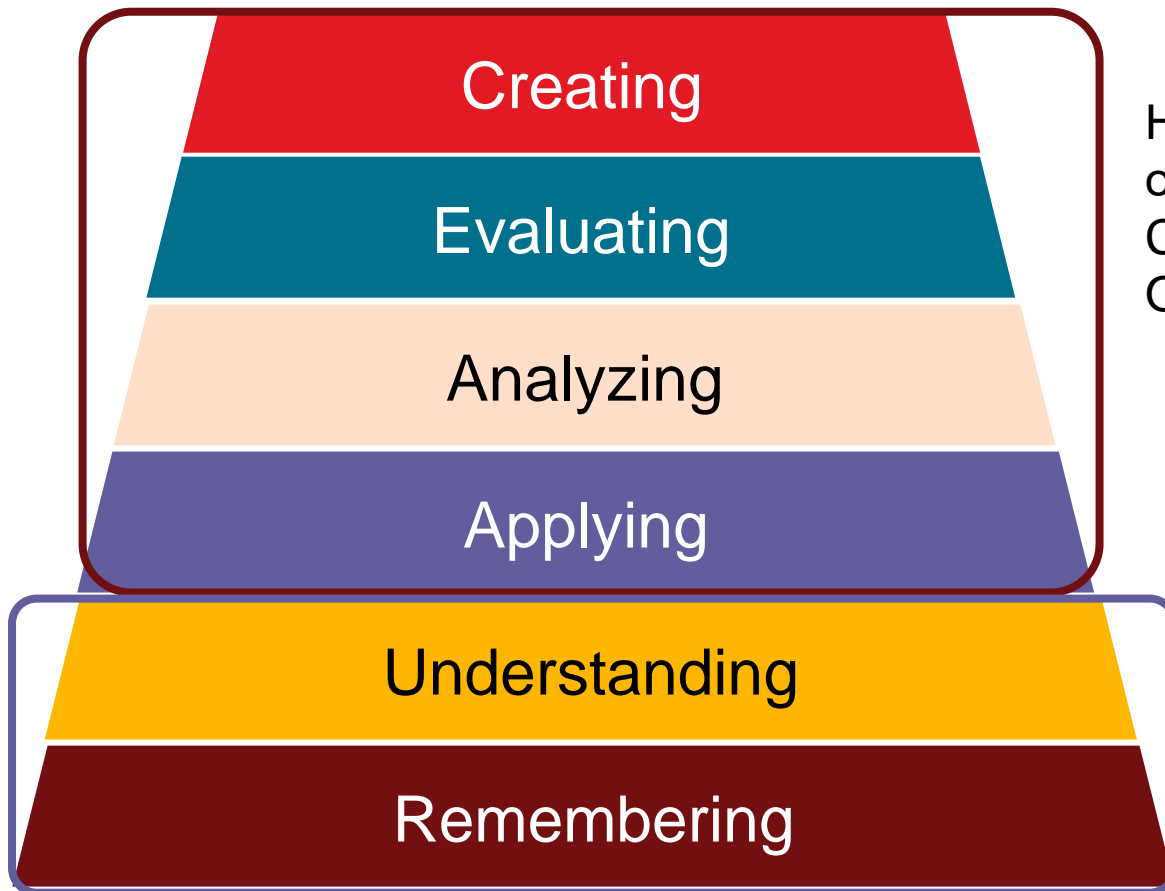 Creating
Evaluating
Analyzing
Applying
Understanding
Remembering